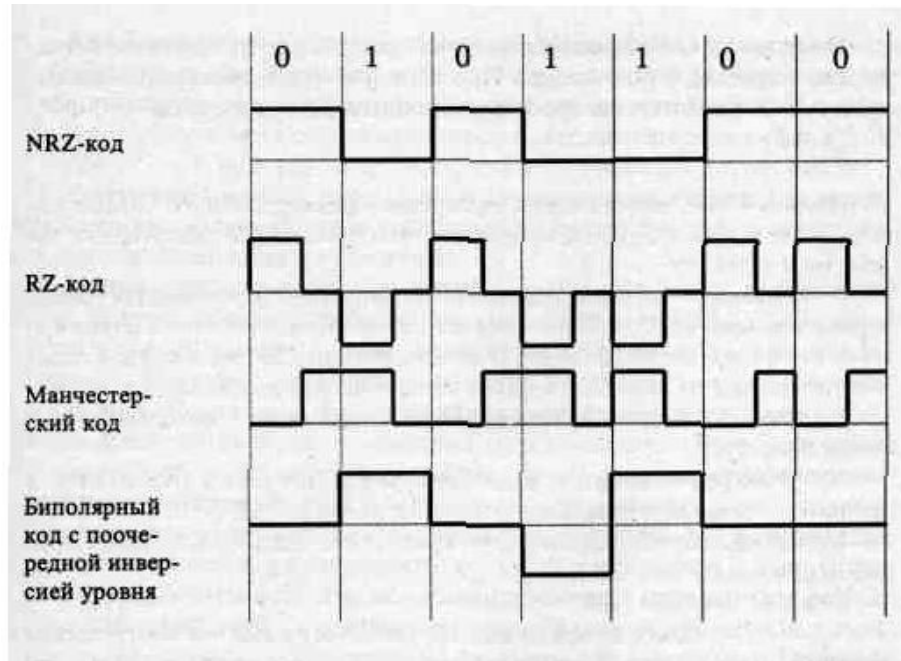 0 1 0 1 1 0 0
NRZ-код
RZ-код
Манчестер-
ский код
Биполярный
код с пооче-
редной инвер-
сией уровня